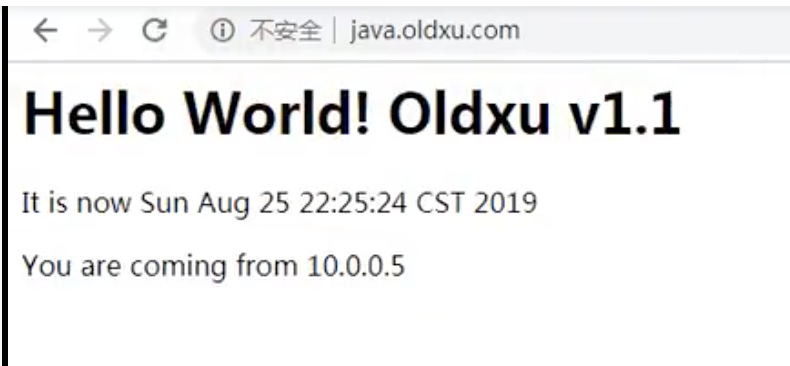 不安全 java.oldxu.com
Hello World! Oldxu v1.1
It is now Sun Aug 25 22:25:24 CST 2019
You are coming from 10.0.0.5